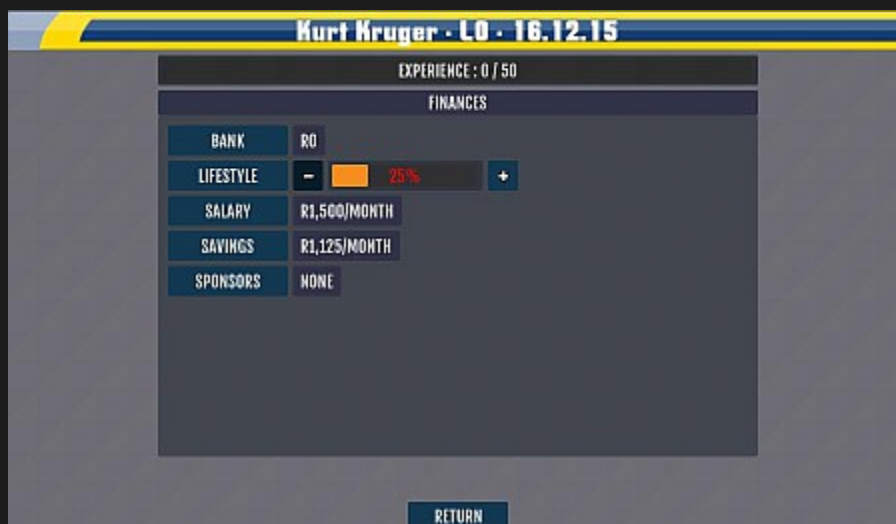 Kurt Kruger · L0 · 16.12.15
EXPERIENCE : 0 / 50
FINANCES
BANK R0
LIFESTYLE - 25% +
SALARY R1,500/MONTH
SAVINGS R1,125/MONTH
SPONSORS NONE
RETURN